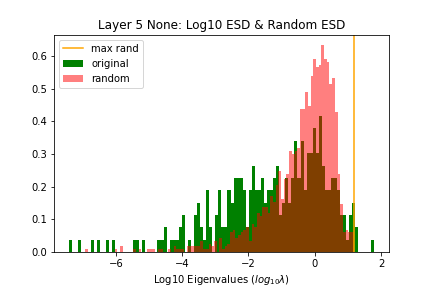 Layer 5 None: Log10 ESD & Random ESD
max rand
original
random
0.6
0.5
0.4
0.3
0.2
0.1
0.0
−6 −4 −2 0 2
Log10 Eigenvalues (log₁₀λ)